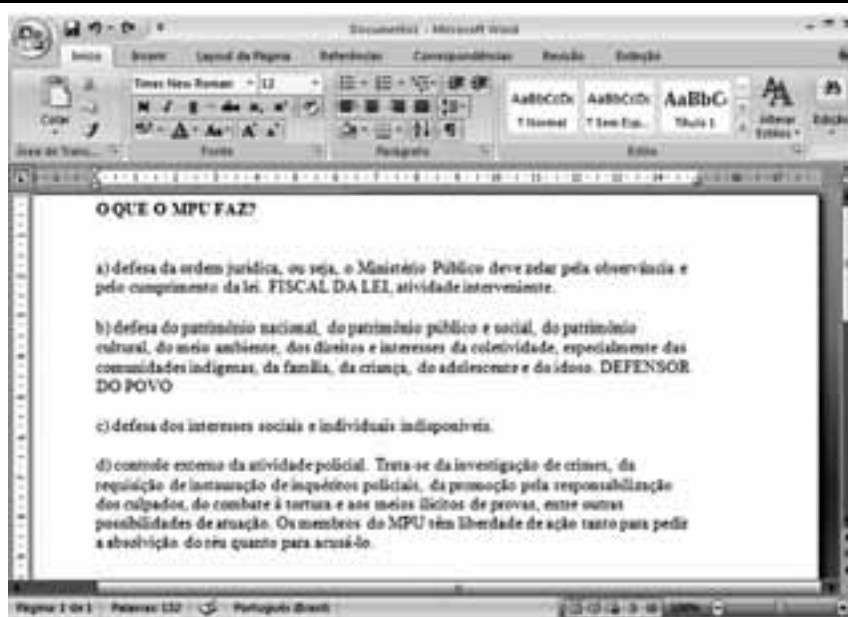 Documento1 - Microsoft Word
Início Inserir Layout da Página Referências Correspondências Revisão Exibição
Times New Roman 12
Colar
AaBbCcDc AaBbCcDc AaBbC
¶ Normal ¶ Sem Esp... Título 1
Alterar Estilos
Edição
Área de Trans... Fonte Parágrafo Estilo
O QUE O MPU FAZ?
a) defesa da ordem jurídica, ou seja, o Ministério Público deve zelar pela observância e
pelo cumprimento da lei. FISCAL DA LEI, atividade interveniente.
b) defesa do patrimônio nacional, do patrimônio público e social, do patrimônio
cultural, do meio ambiente, dos direitos e interesses da coletividade, especialmente das
comunidades indígenas, da família, da criança, do adolescente e do idoso. DEFENSOR
DO POVO
c) defesa dos interesses sociais e individuais indisponíveis.
d) controle externo da atividade policial. Trata-se da investigação de crimes, da
requisição de instauração de inquéritos policiais, da promoção pela responsabilização
dos culpados, do combate à tortura e aos meios ilícitos de provas, entre outras
possibilidades de atuação. Os membros do MPU têm liberdade de ação tanto para pedir
a absolvição do réu quanto para acusá-lo.
Página 1 de 1 Palavras: 132 Português (Brasil) 100%